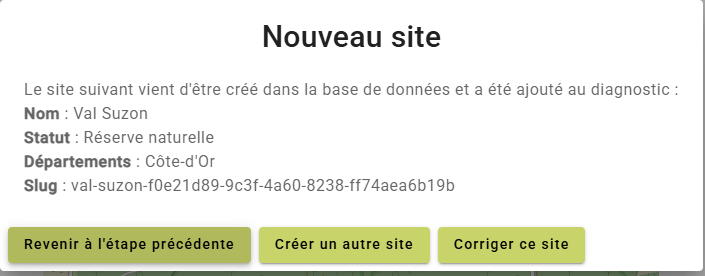 Nouveau site
Le site suivant vient d'être créé dans la base de données et a été ajouté au diagnostic :
Nom : Val Suzon
Statut : Réserve naturelle
Départements : Côte-d'Or
Slug : val-suzon-f0e21d89-9c3f-4a60-8238-ff74aea6b19b
Revenir à l'étape précédente Créer un autre site Corriger ce site